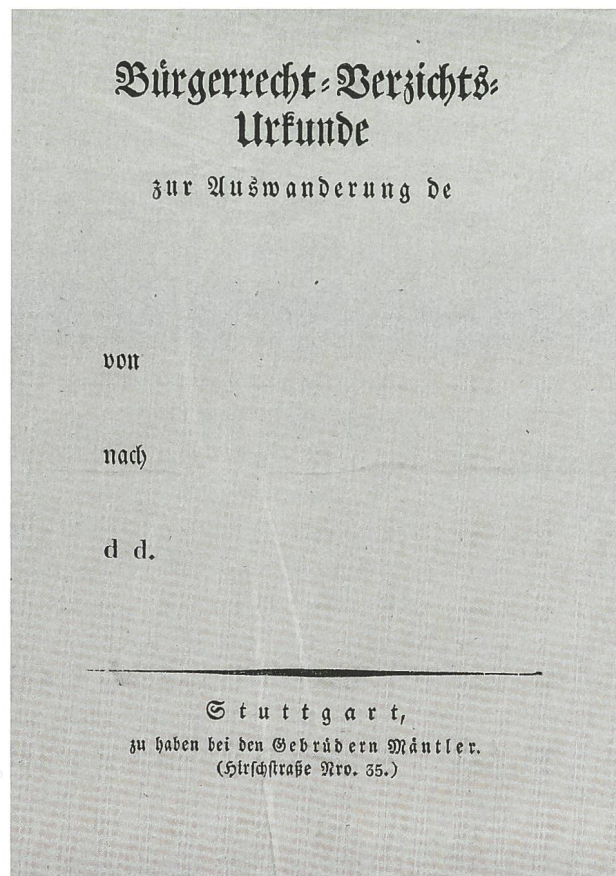 Bürgerrecht-Verzichts-
Urkunde
zur Auswanderung de
von
nach
d d.
Stuttgart,
zu haben bei den Gebrüdern Mäntler.
(Hirschstraße Nro. 35.)